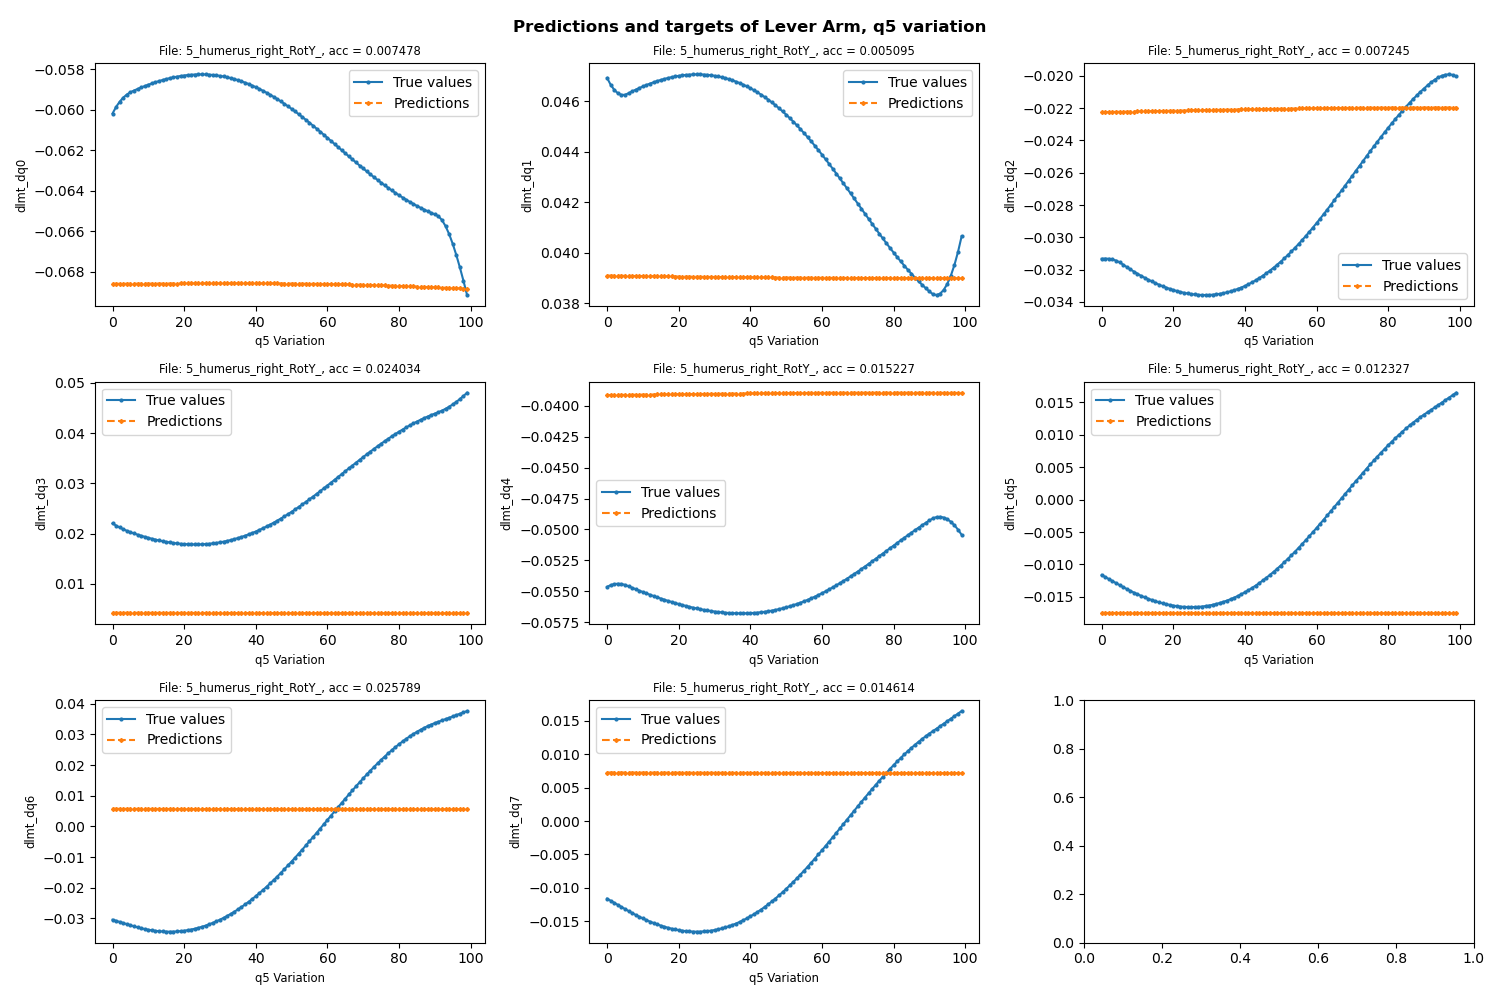 Predictions and targets of Lever Arm, q5 variation
File: 5_humerus_right_RotY_, acc = 0.007478
−0.058
−0.060
−0.062
−0.064
−0.066
−0.068
dlmt_dq0
True values
Predictions
0 20 40 60 80 100
q5 Variation
File: 5_humerus_right_RotY_, acc = 0.005095
0.046
0.044
0.042
0.040
0.038
dlmt_dq1
True values
Predictions
0 20 40 60 80 100
q5 Variation
File: 5_humerus_right_RotY_, acc = 0.007245
−0.020
−0.022
−0.024
−0.026
−0.028
−0.030
−0.032
−0.034
dlmt_dq2
True values
Predictions
0 20 40 60 80 100
q5 Variation
File: 5_humerus_right_RotY_, acc = 0.024034
0.05
0.04
0.03
0.02
0.01
dlmt_dq3
True values
Predictions
0 20 40 60 80 100
q5 Variation
File: 5_humerus_right_RotY_, acc = 0.015227
−0.0400
−0.0425
−0.0450
−0.0475
−0.0500
−0.0525
−0.0550
−0.0575
dlmt_dq4
True values
Predictions
0 20 40 60 80 100
q5 Variation
File: 5_humerus_right_RotY_, acc = 0.012327
0.015
0.010
0.005
0.000
−0.005
−0.010
−0.015
dlmt_dq5
True values
Predictions
0 20 40 60 80 100
q5 Variation
File: 5_humerus_right_RotY_, acc = 0.025789
0.04
0.03
0.02
0.01
0.00
−0.01
−0.02
−0.03
dlmt_dq6
True values
Predictions
0 20 40 60 80 100
q5 Variation
File: 5_humerus_right_RotY_, acc = 0.014614
0.015
0.010
0.005
0.000
−0.005
−0.010
−0.015
dlmt_dq7
True values
Predictions
0 20 40 60 80 100
q5 Variation
1.0
0.8
0.6
0.4
0.2
0.0
0.0 0.2 0.4 0.6 0.8 1.0